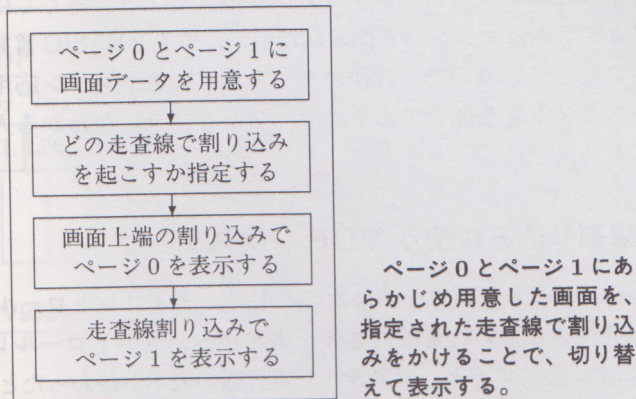 ページ0とページ1に
画面データを用意する
どの走査線で割り込み
を起こすか指定する
画面上端の割り込みで
ページ0を表示する
走査線割り込みで
ページ1を表示する
ページ0とページ1にあ
らかじめ用意した画面を、
指定された走査線で割り込
みをかけることで、切り替
えて表示する。